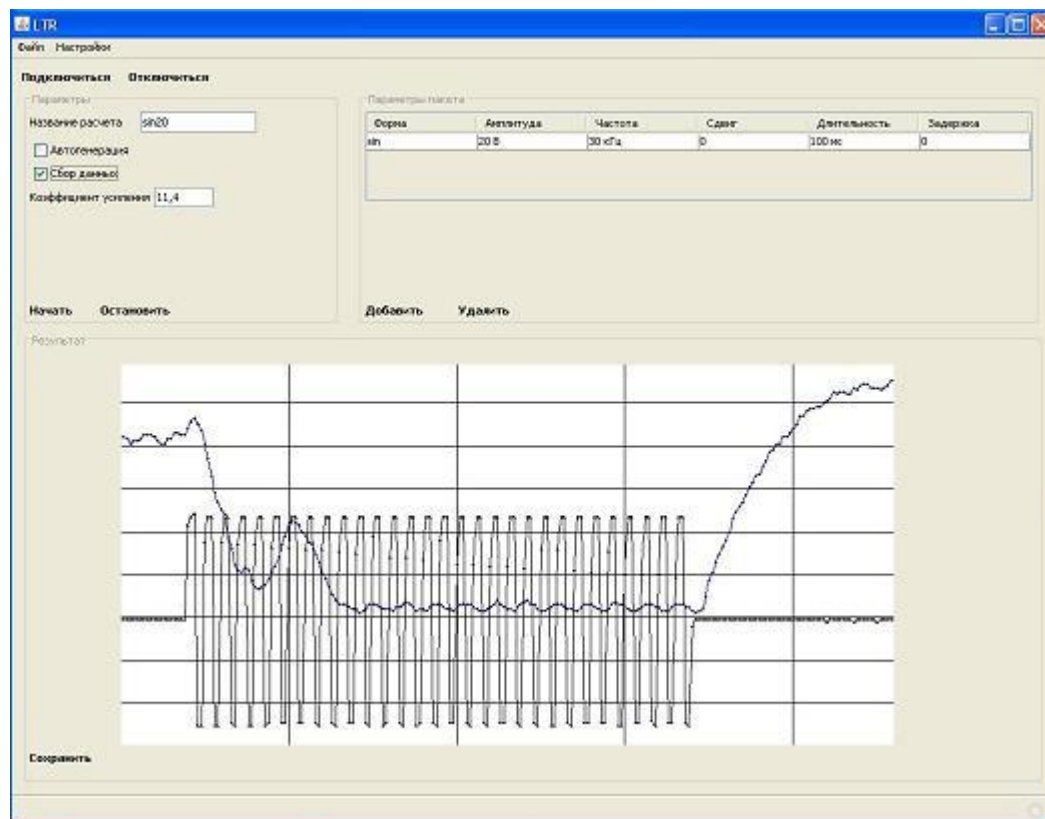 LTR
Файл Настройки
Подключиться Отключиться
Параметры
Название расчета sin20
Автогенерация
Сбор данных
Коэффициент усиления 11,4
Начать Остановить
Параметры пакета
Форма Амплитуда Частота Сдвиг Длительность Задержка
sin 20 В 30 кГц 0 100 мс 0
Добавить Удалить
Результат
Сохранить